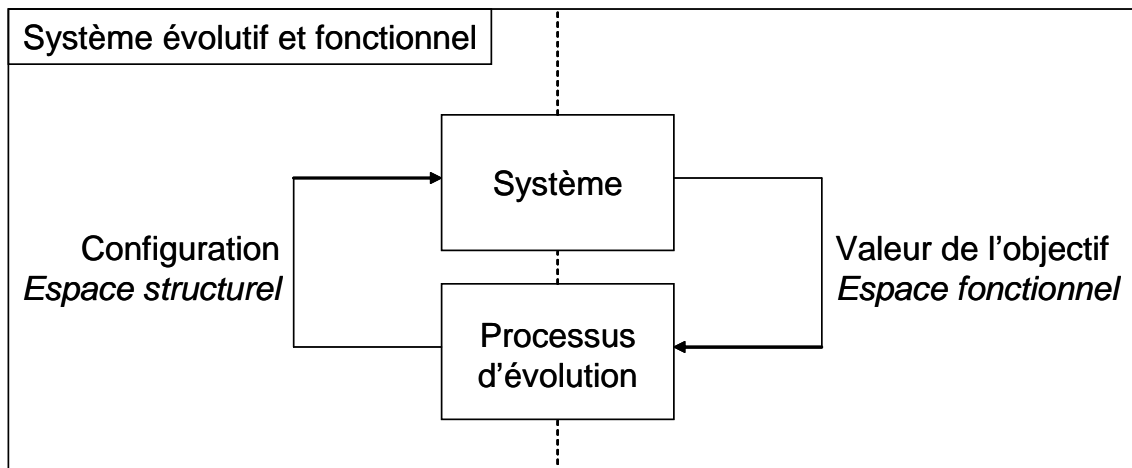 Système évolutif et fonctionnel
Système
Configuration
Espace structurel
Valeur de l'objectif
Espace fonctionnel
Processus
d'évolution